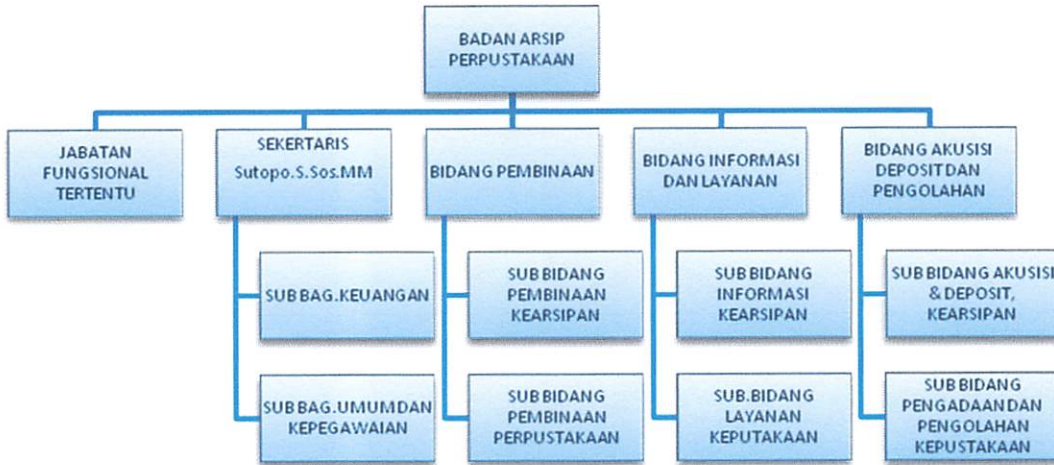 BADAN ARSIP
PERPUSTAKAAN
JABATAN
FUNGSIONAL
TERTENTU
SEKERTARIS
Sutopo.S.Sos.MM
BIDANG PEMBINAAN
BIDANG INFORMASI
DAN LAYANAN
BIDANG AKUSISI
DEPOSIT DAN
PENGOLAHAN
SUB BAG.KEUANGAN
SUB BIDANG
PEMBINAAN
KEARSIPAN
SUB BIDANG
INFORMASI
KEARSIPAN
SUB BIDANG AKUSISI
& DEPOSIT,
KEARSIPAN
SUB BAG.UMUM DAN
KEPEGAWAIAN
SUB BIDANG
PEMBINAAN
PERPUSTAKAAN
SUB.BIDANG
LAYANAN
KEPUTAKAAN
SUB BIDANG
PENGADAAN DAN
PENGOLAHAN
KEPUSTAKAAN